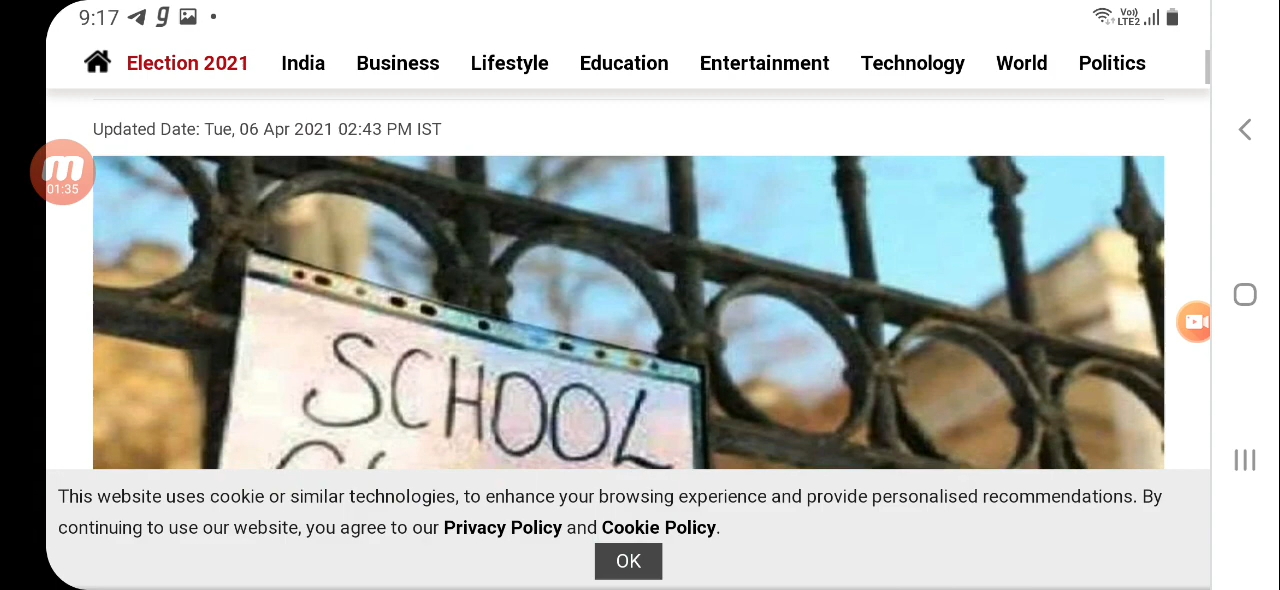 9:17
Vo))
LTE2
Election 2021 India Business Lifestyle Education Entertainment Technology World Politics
Updated Date: Tue, 06 Apr 2021 02:43 PM IST
01:35
SCHOOL
This website uses cookie or similar technologies, to enhance your browsing experience and provide personalised recommendations. By
continuing to use our website, you agree to our Privacy Policy and Cookie Policy.
OK